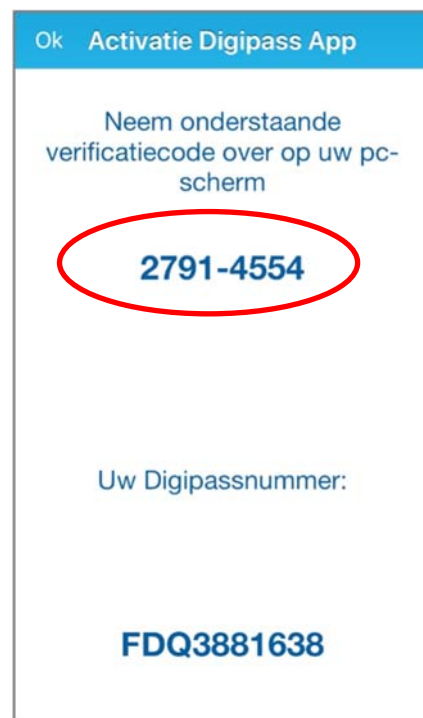 Ok Activatie Digipass App
Neem onderstaande
verificatiecode over op uw pc-
scherm
2791-4554
Uw Digipassnummer:
FDQ3881638